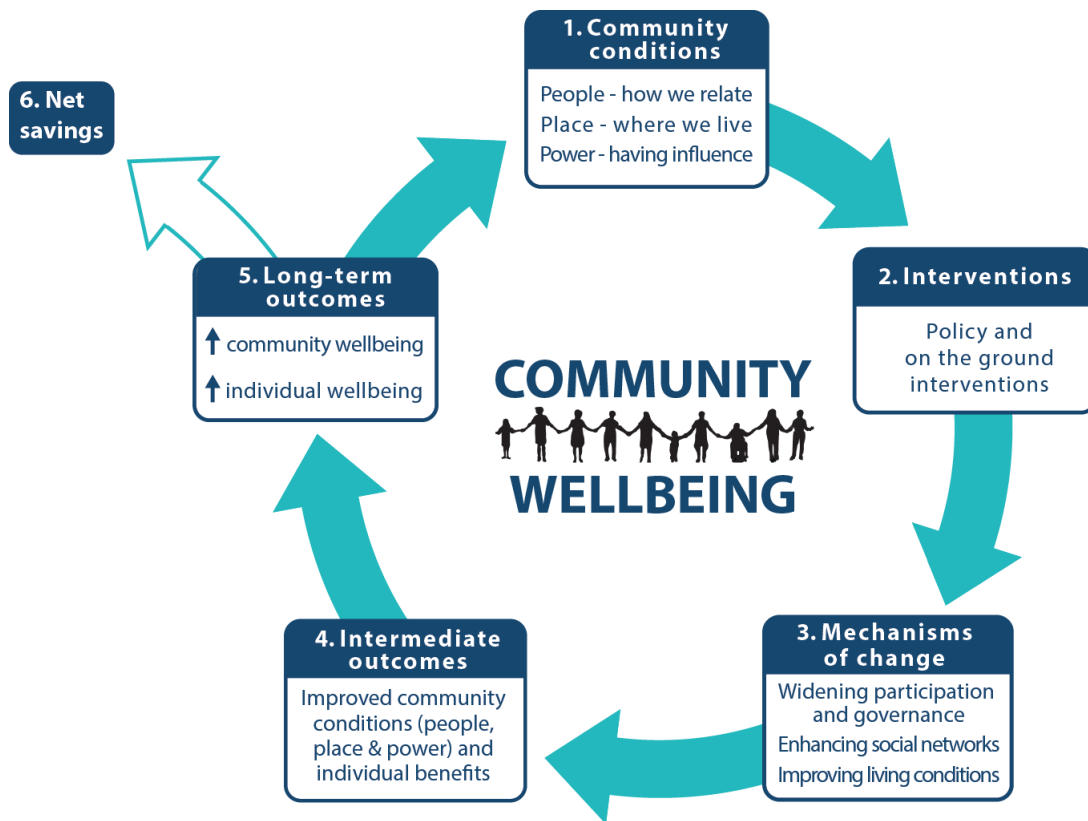 1. Community
conditions
People - how we relate
Place - where we live
Power - having influence
2. Interventions
Policy and
on the ground
interventions
3. Mechanisms
of change
Widening participation
and governance
Enhancing social networks
Improving living conditions
4. Intermediate
outcomes
Improved community
conditions (people,
place & power) and
individual benefits
5. Long-term
outcomes
community wellbeing
individual wellbeing
6. Net
savings
COMMUNITY
WELLBEING